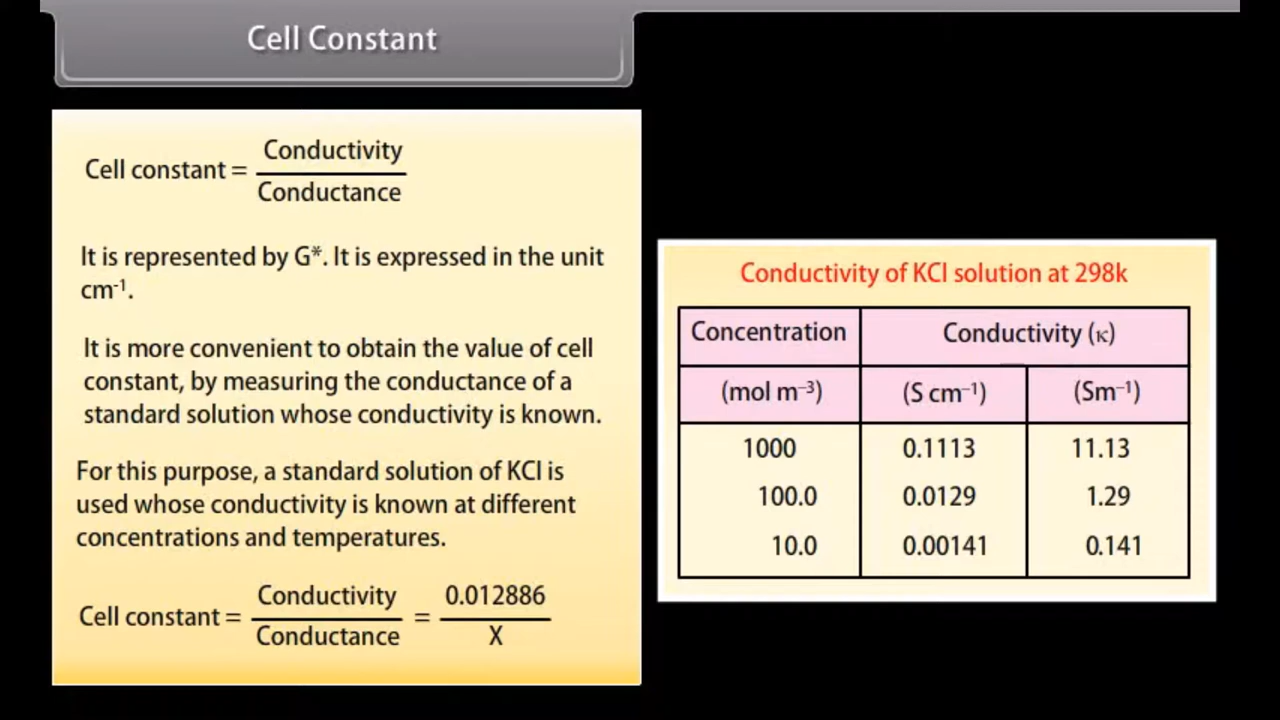 Cell Constant
Cell constant = Conductivity / Conductance
It is represented by G*. It is expressed in the unit
cm⁻¹.
It is more convenient to obtain the value of cell
constant, by measuring the conductance of a
standard solution whose conductivity is known.
For this purpose, a standard solution of KCl is
used whose conductivity is known at different
concentrations and temperatures.
Cell constant = Conductivity / Conductance = 0.012886 / X
Conductivity of KCl solution at 298k
Concentration Conductivity (κ)
(mol m⁻³) (S cm⁻¹) (Sm⁻¹)
1000 0.1113 11.13
100.0 0.0129 1.29
10.0 0.00141 0.141